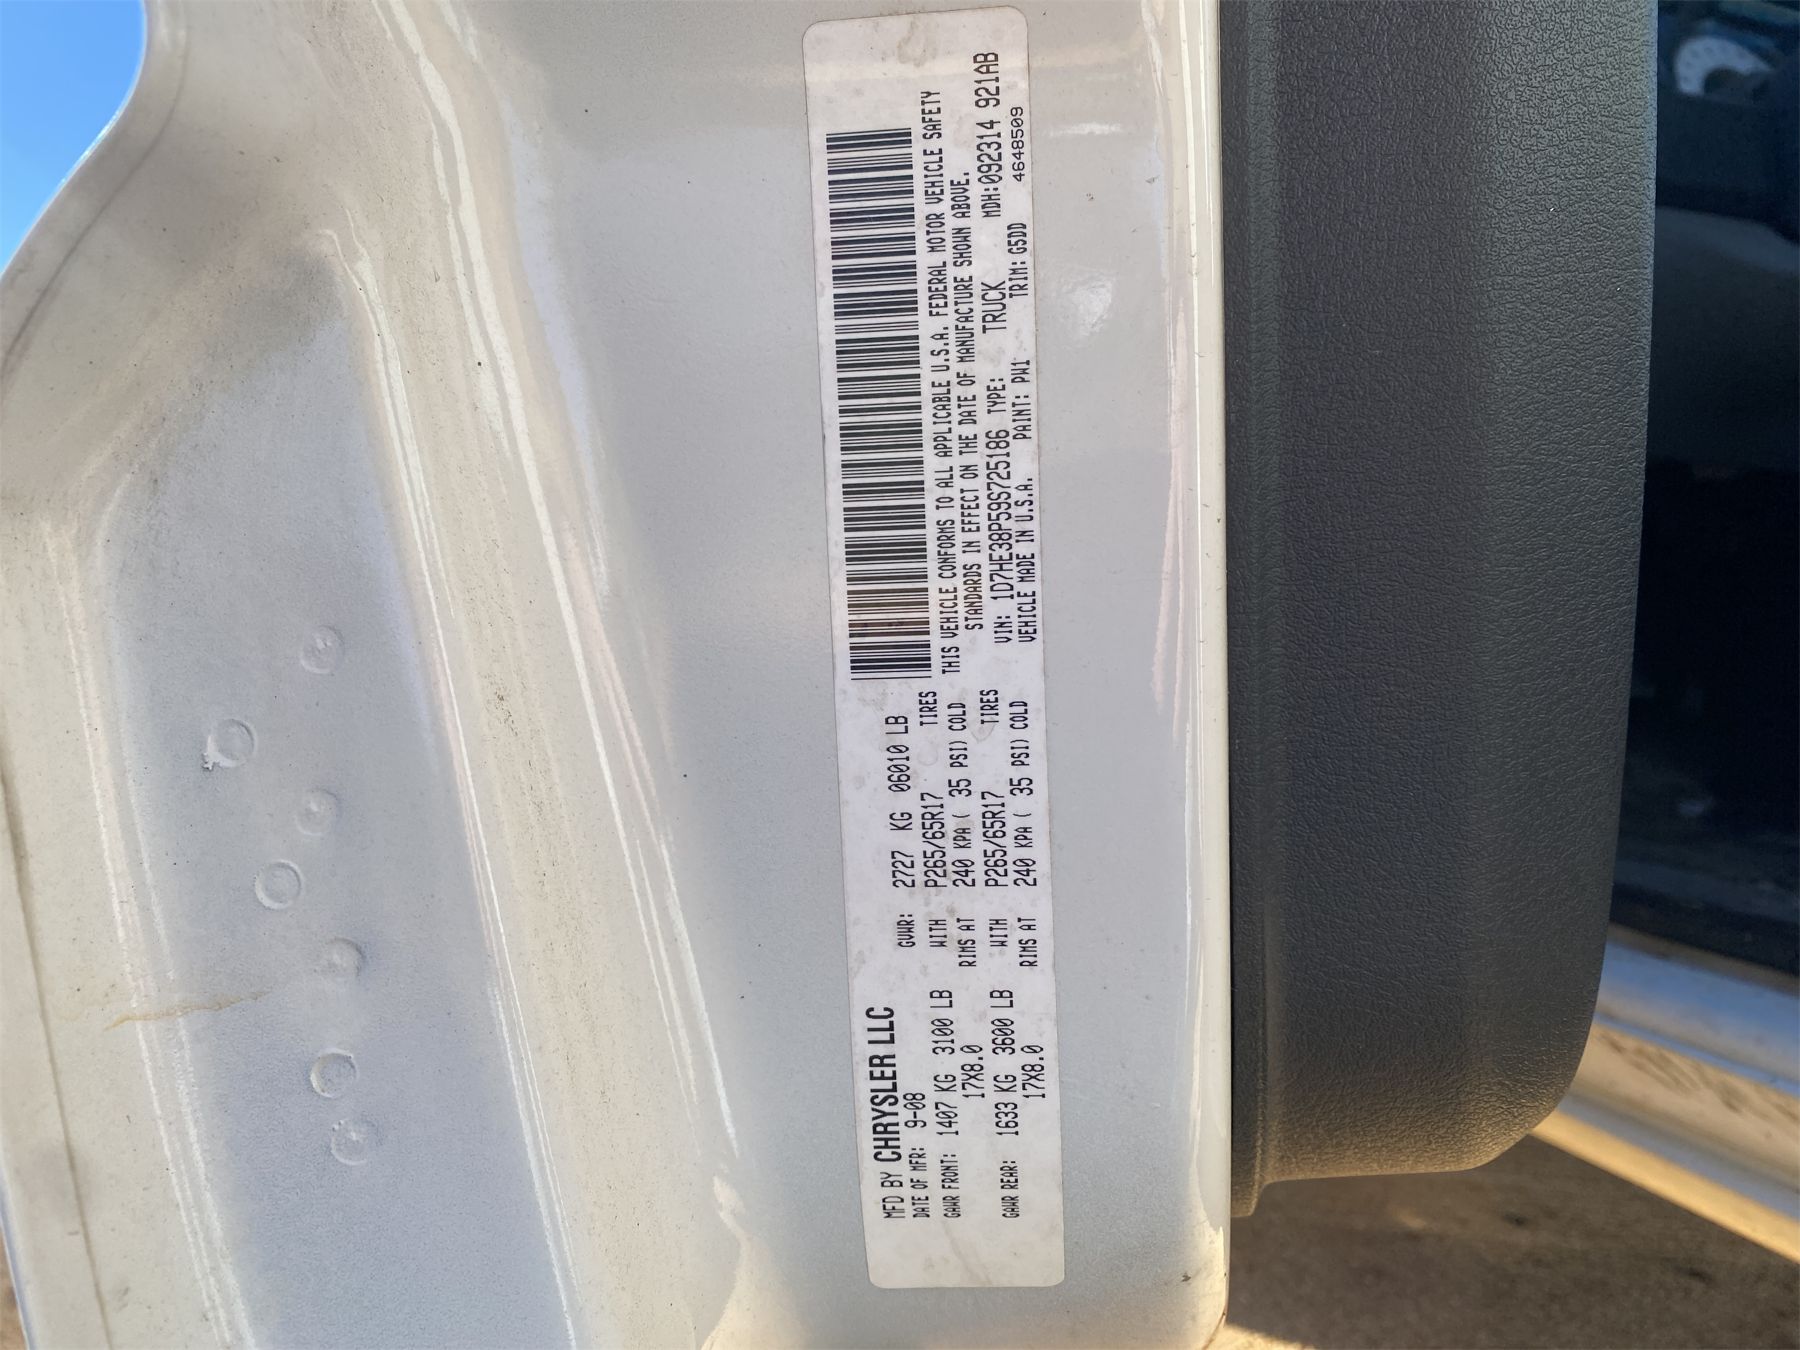 MFD BY CHRYSLER LLC
DATE OF MFR: 9-08 GVWR: 2727 KG 06010 LB
GAWR FRONT: 1407 KG 3100 LB WITH P265/65R17 TIRES
17X8.0 RIMS AT 240 KPA ( 35 PSI) COLD
GAWR REAR: 1633 KG 3600 LB WITH P265/65R17 TIRES
17X8.0 RIMS AT 240 KPA ( 35 PSI) COLD
THIS VEHICLE CONFORMS TO ALL APPLICABLE U.S.A. FEDERAL MOTOR VEHICLE SAFETY
STANDARDS IN EFFECT ON THE DATE OF MANUFACTURE SHOWN ABOVE.
VIN: 1D7HE38P59S725186 TYPE: TRUCK MDH:092314 921AB
VEHICLE MADE IN U.S.A. PAINT: PW1 TRIM: G5DD 4648509